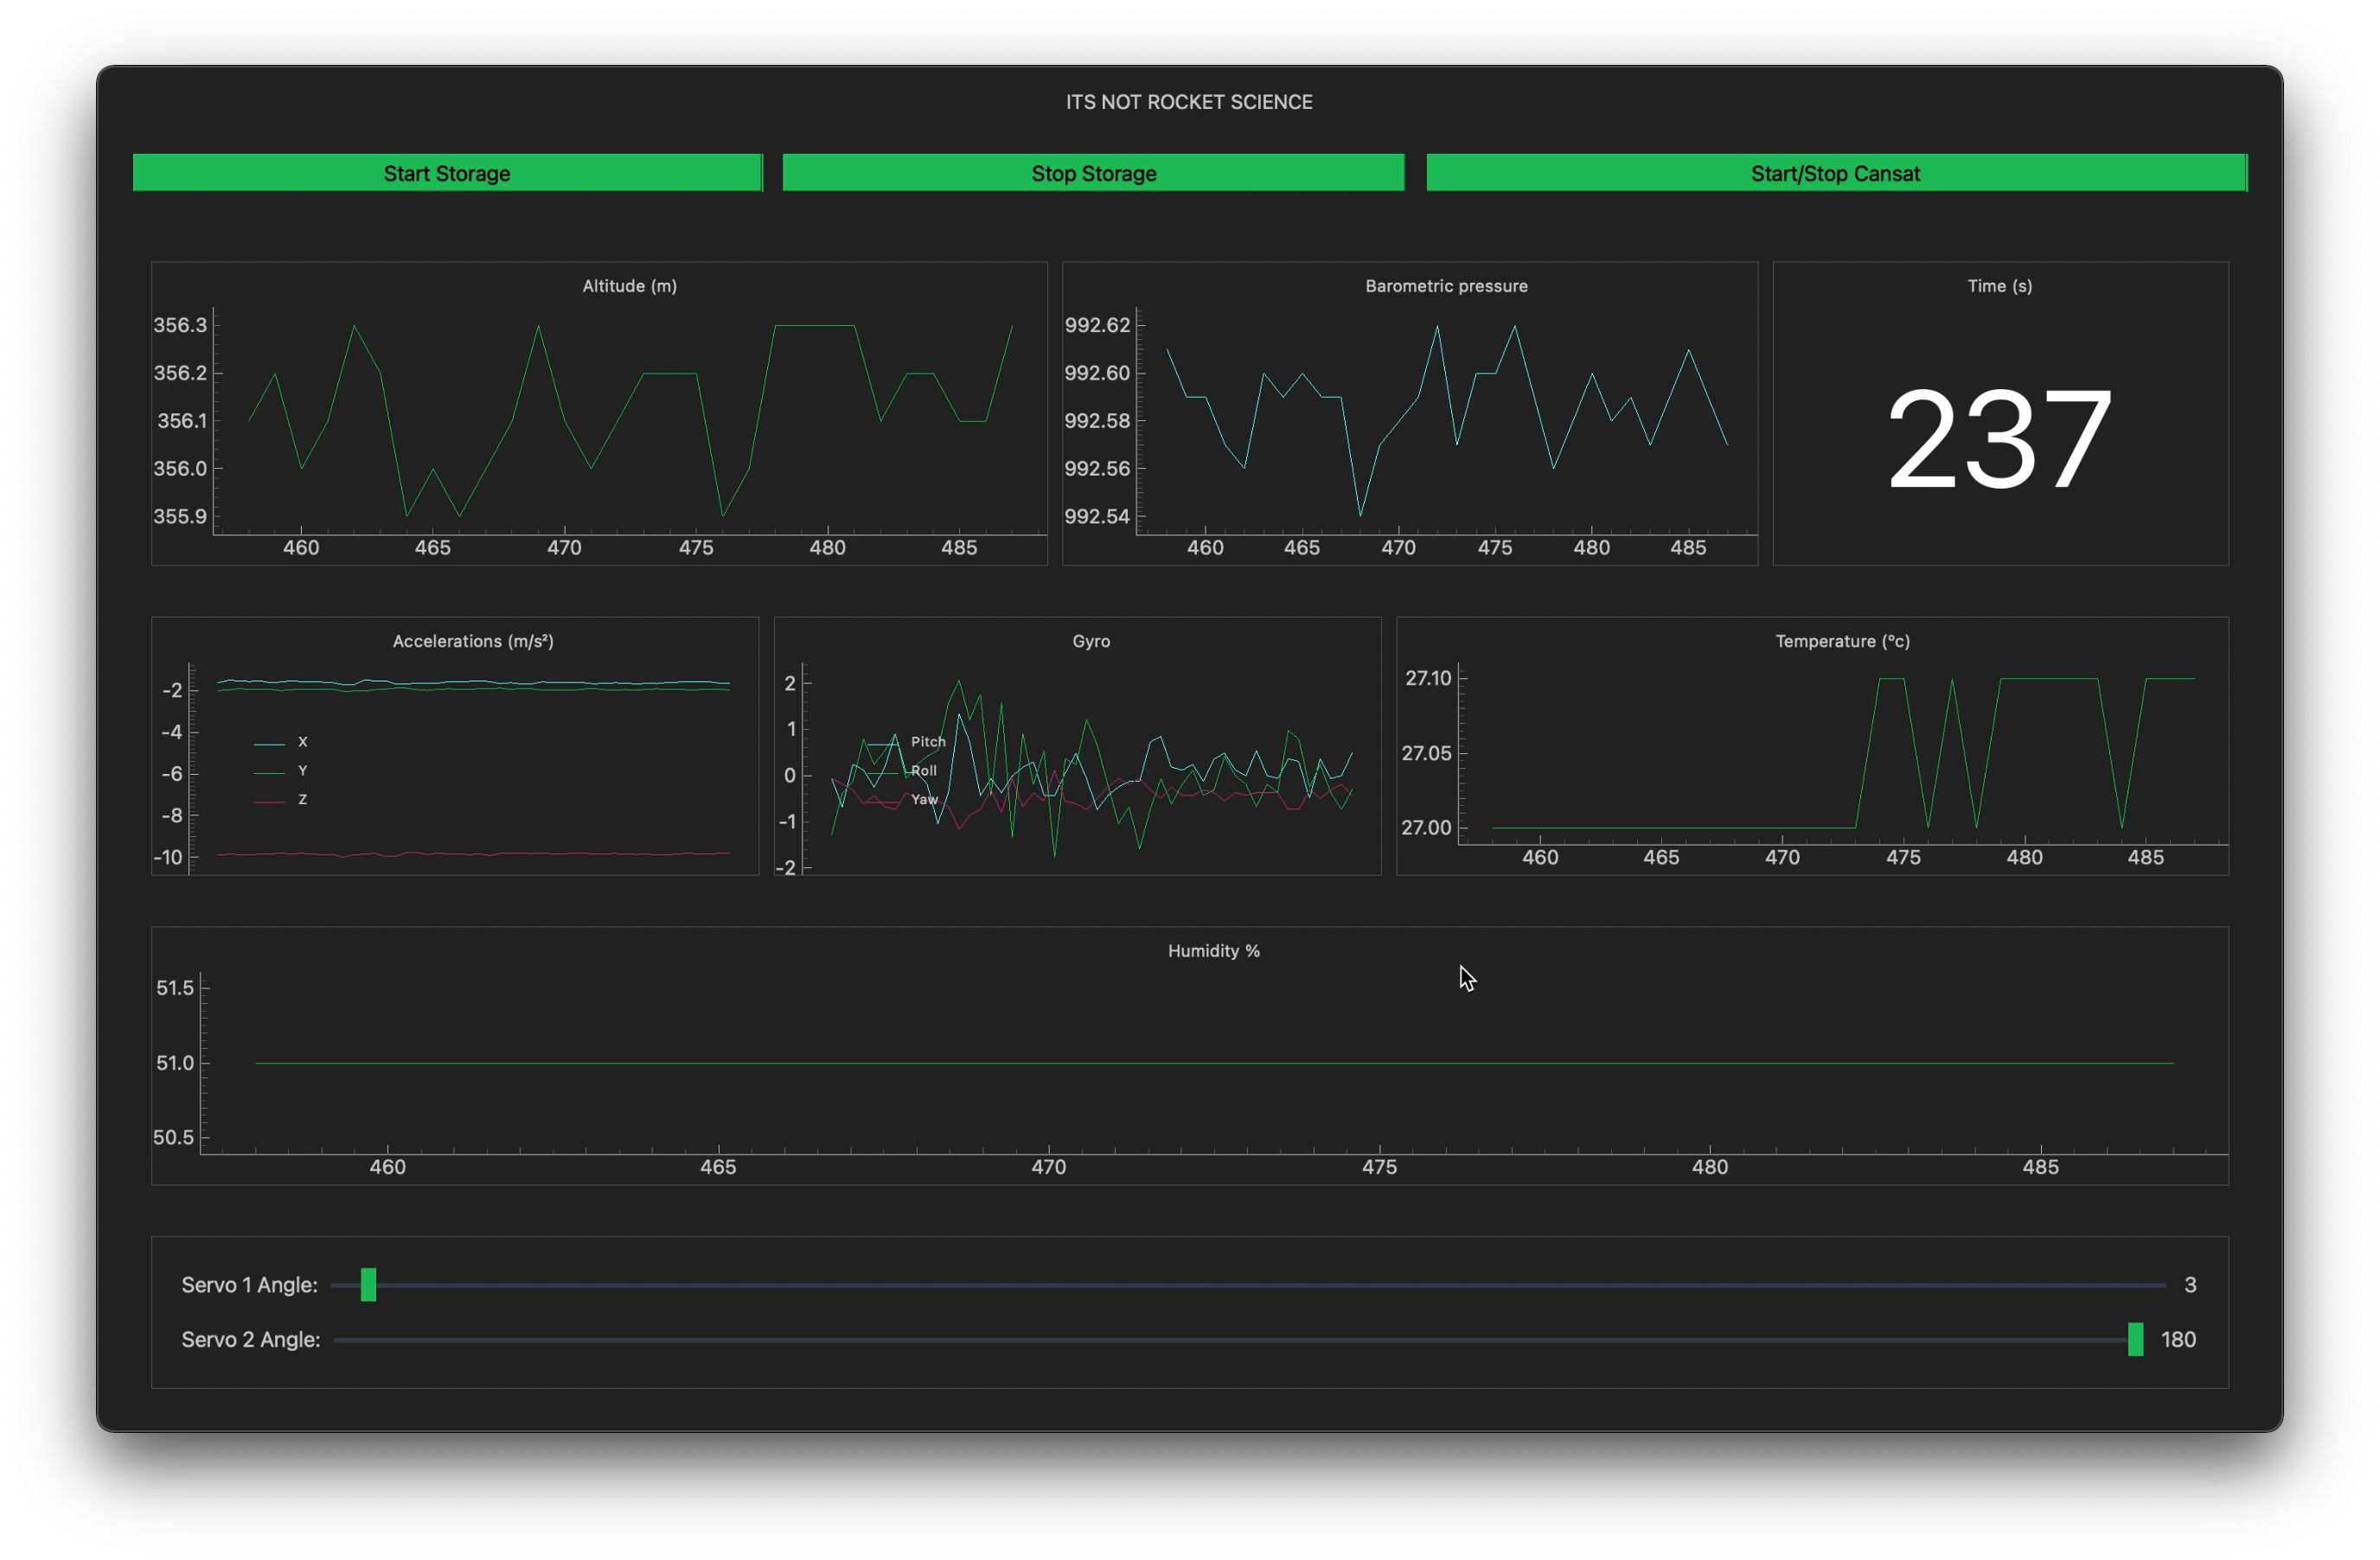 ITS NOT ROCKET SCIENCE
Start Storage
Stop Storage
Start/Stop Cansat
Altitude (m)
356.3
356.2
356.1
356.0
355.9
460 465 470 475 480 485
Barometric pressure
992.62
992.60
992.58
992.56
992.54
460 465 470 475 480 485
Time (s)
237
Accelerations (m/s²)
-2
-4
-6
-8
-10
X
Y
Z
Gyro
2
1
0
-1
-2
Pitch
Roll
Yaw
Temperature (ºc)
27.10
27.05
27.00
460 465 470 475 480 485
Humidity %
51.5
51.0
50.5
460 465 470 475 480 485
Servo 1 Angle: 3
Servo 2 Angle: 180